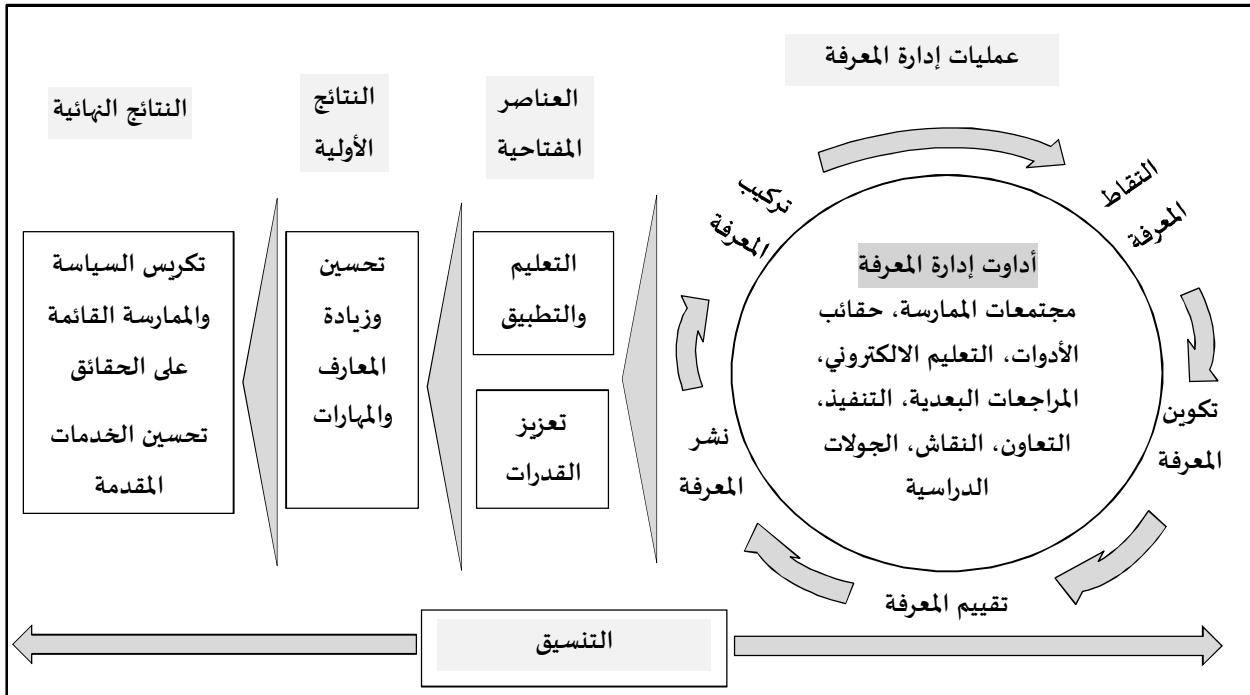 عمليات إدارة المعرفة
التقاط
المعرفة
تكوين
المعرفة
تقييم المعرفة
نشر
المعرفة
تركيب
المعرفة
أداوت إدارة المعرفة
مجتمعات الممارسة، حقائب
الأدوات، التعليم الالكتروني،
المراجعات البعدية، التنفيذ،
التعاون، النقاش، الجولات
الدراسية
العناصر
المفتاحية
التعليم
والتطبيق
تعزيز
القدرات
النتائج
الأولية
تحسين
وزيادة
المعارف
والمهارات
النتائج النهائية
تكريس السياسة
والممارسة القائمة
على الحقائق
تحسين الخدمات
المقدمة
التنسيق